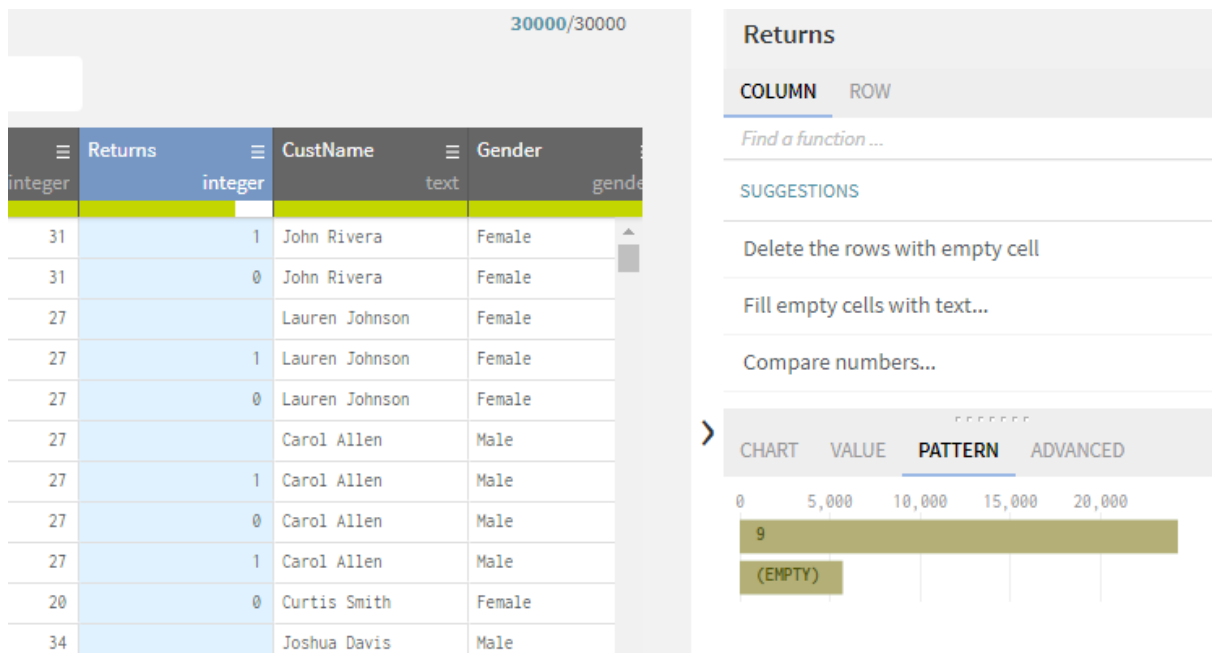 30000/30000
Returns
COLUMN ROW
Find a function ...
SUGGESTIONS
Delete the rows with empty cell
Fill empty cells with text...
Compare numbers...
Returns CustName Gender
integer integer text gende
31 1 John Rivera Female
31 0 John Rivera Female
27 Lauren Johnson Female
27 1 Lauren Johnson Female
27 0 Lauren Johnson Female
27 Carol Allen Male
27 1 Carol Allen Male
27 0 Carol Allen Male
27 1 Carol Allen Male
20 0 Curtis Smith Female
34 Joshua Davis Male
CHART VALUE PATTERN ADVANCED
0 5,000 10,000 15,000 20,000
9
(EMPTY)